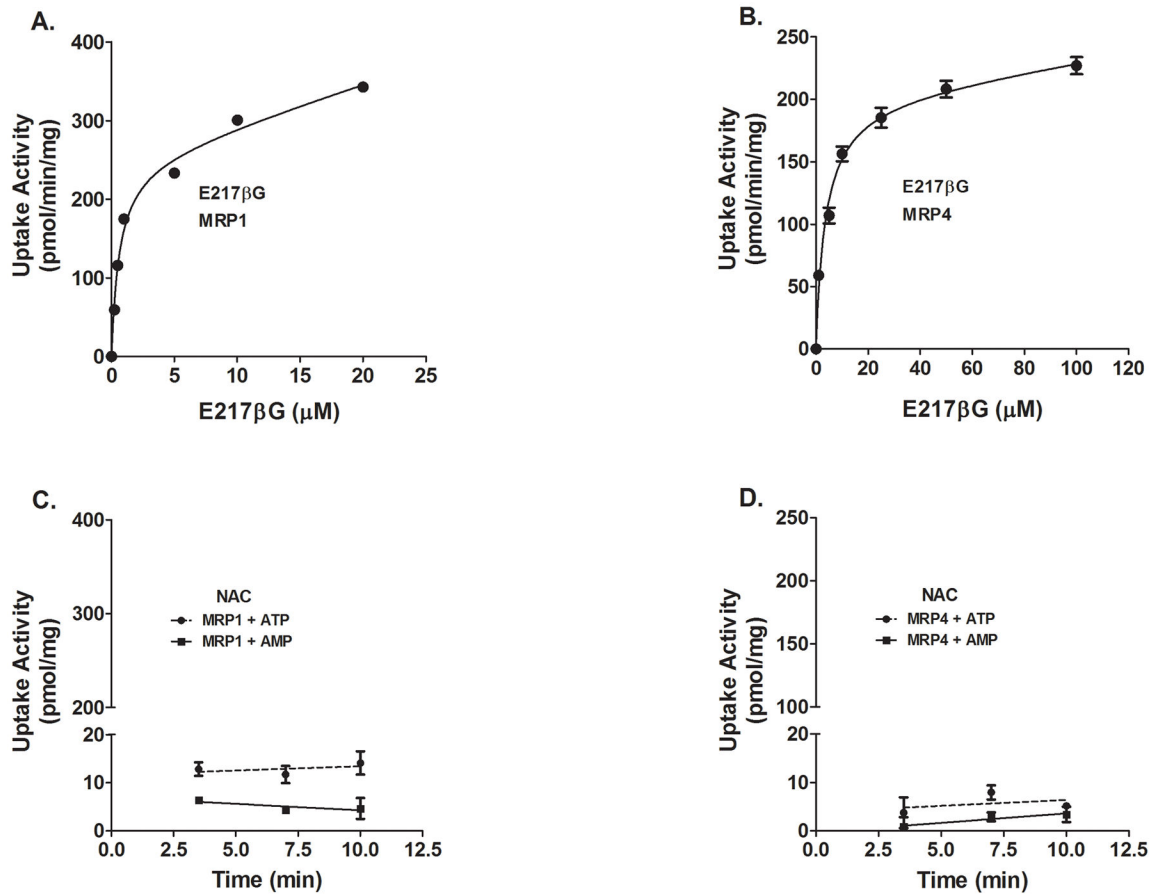 A.
400
300
200
100
0
Uptake Activity
(pmol/min/mg)
E217βG
MRP1
0 5 10 15 20 25
E217βG (μM)
B.
250
200
150
100
50
0
Uptake Activity
(pmol/min/mg)
E217βG
MRP4
0 20 40 60 80 100 120
E217βG (μM)
C.
400
300
200
20
10
0
Uptake Activity
(pmol/mg)
NAC
MRP1 + ATP
MRP1 + AMP
0.0 2.5 5.0 7.5 10.0 12.5
Time (min)
D.
250
200
150
100
20
10
0
Uptake Activity
(pmol/mg)
NAC
MRP4 + ATP
MRP4 + AMP
0.0 2.5 5.0 7.5 10.0 12.5
Time (min)